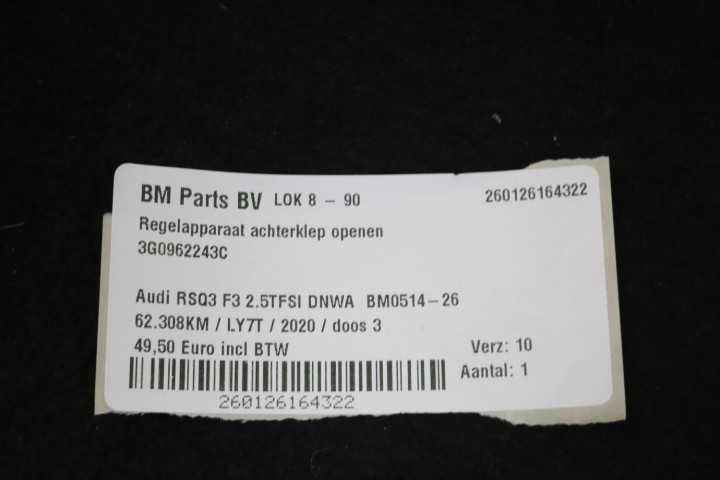 BM Parts BV LOK 8 - 90 260126164322
Regelapparaat achterklep openen
3G0962243C
Audi RSQ3 F3 2.5TFSI DNWA BM0514-26
62.308KM / LY7T / 2020 / doos 3
49,50 Euro incl BTW Verz: 10
Aantal: 1
260126164322